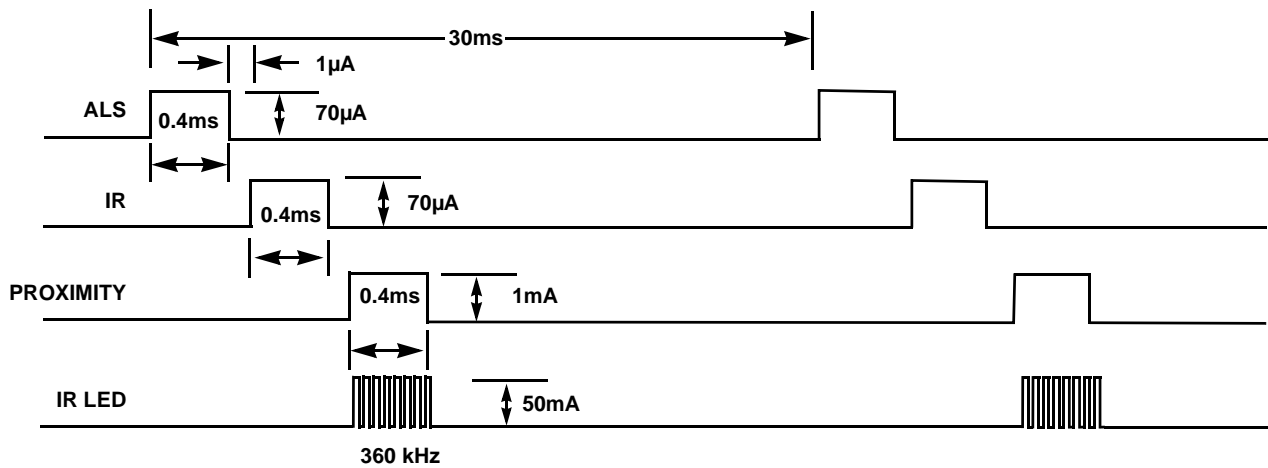 30ms
1µA
ALS
0.4ms
70µA
IR
0.4ms
70µA
PROXIMITY
0.4ms
1mA
IR LED
50mA
360 kHz